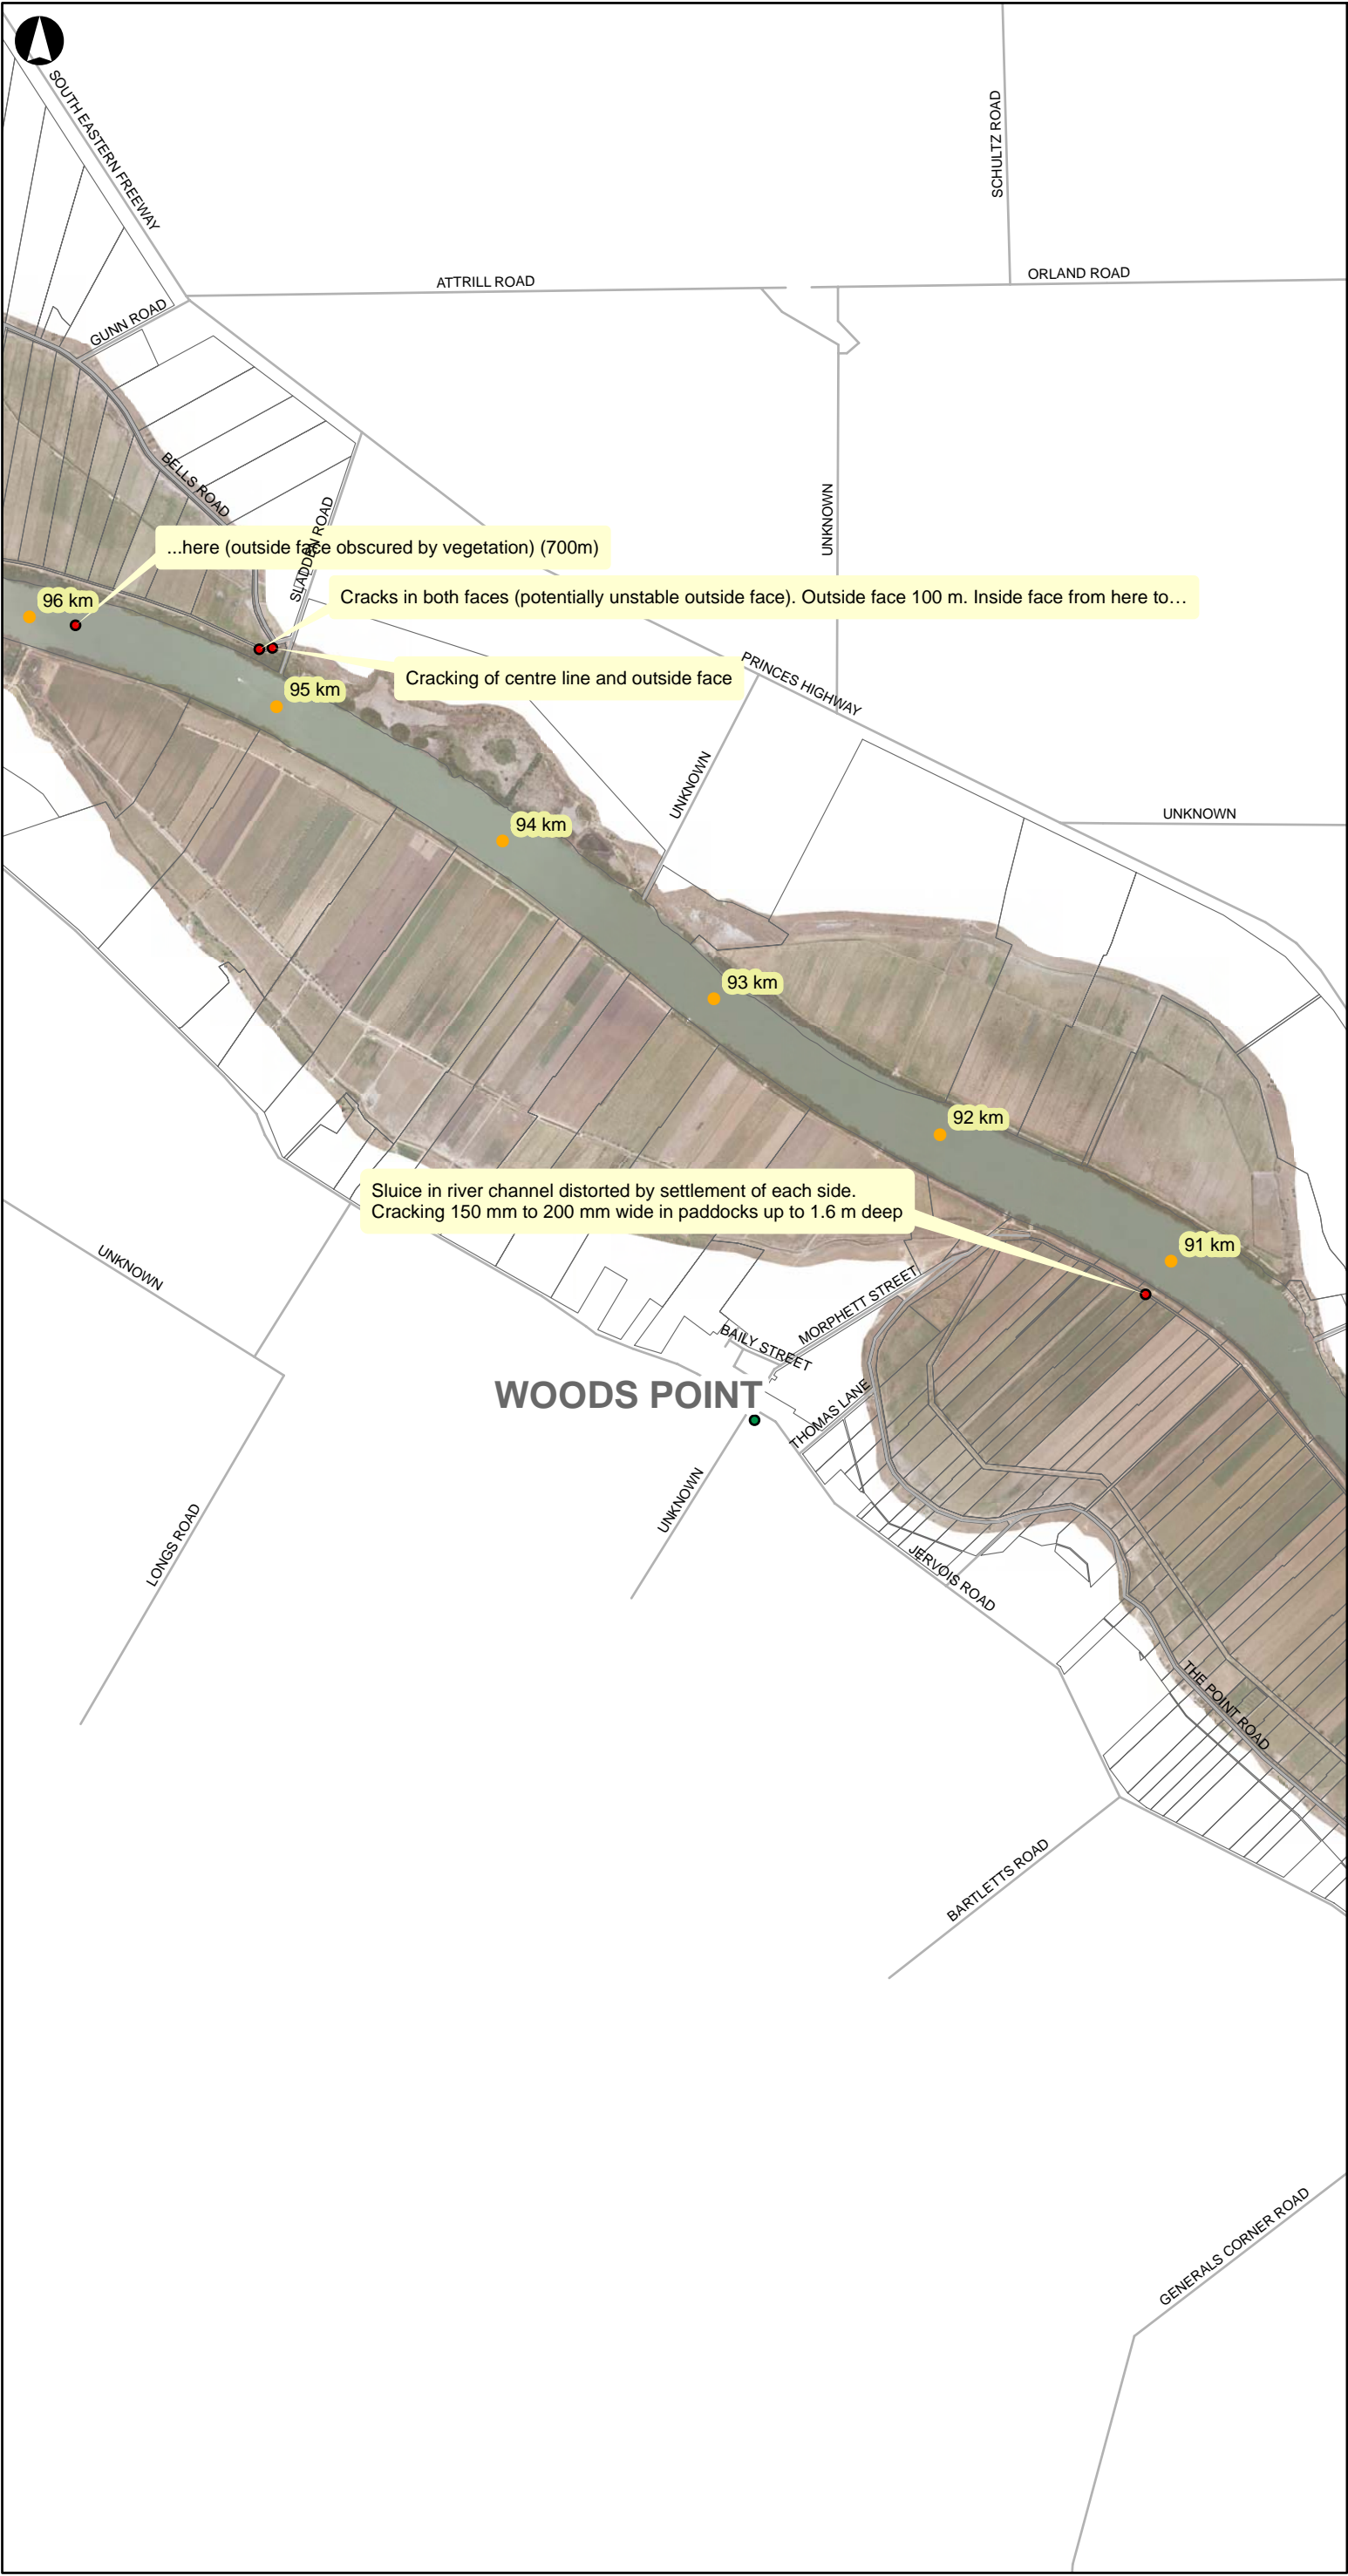 SOUTH EASTERN FREEWAY
SCHULTZ ROAD
ATTRILL ROAD
ORLAND ROAD
GUNN ROAD
BELLS ROAD
SLADDEN ROAD
UNKNOWN
...here (outside face obscured by vegetation) (700m)
96 km
Cracks in both faces (potentially unstable outside face). Outside face 100 m. Inside face from here to...
Cracking of centre line and outside face
PRINCES HIGHWAY
95 km
UNKNOWN
94 km
UNKNOWN
93 km
92 km
Sluice in river channel distorted by settlement of each side.
Cracking 150 mm to 200 mm wide in paddocks up to 1.6 m deep
91 km
UNKNOWN
MORPHETT STREET
BAILY STREET
WOODS POINT
THOMAS LANE
UNKNOWN
LONGS ROAD
JERVOIS ROAD
THE POINT ROAD
BARTLETTS ROAD
GENERALS CORNER ROAD